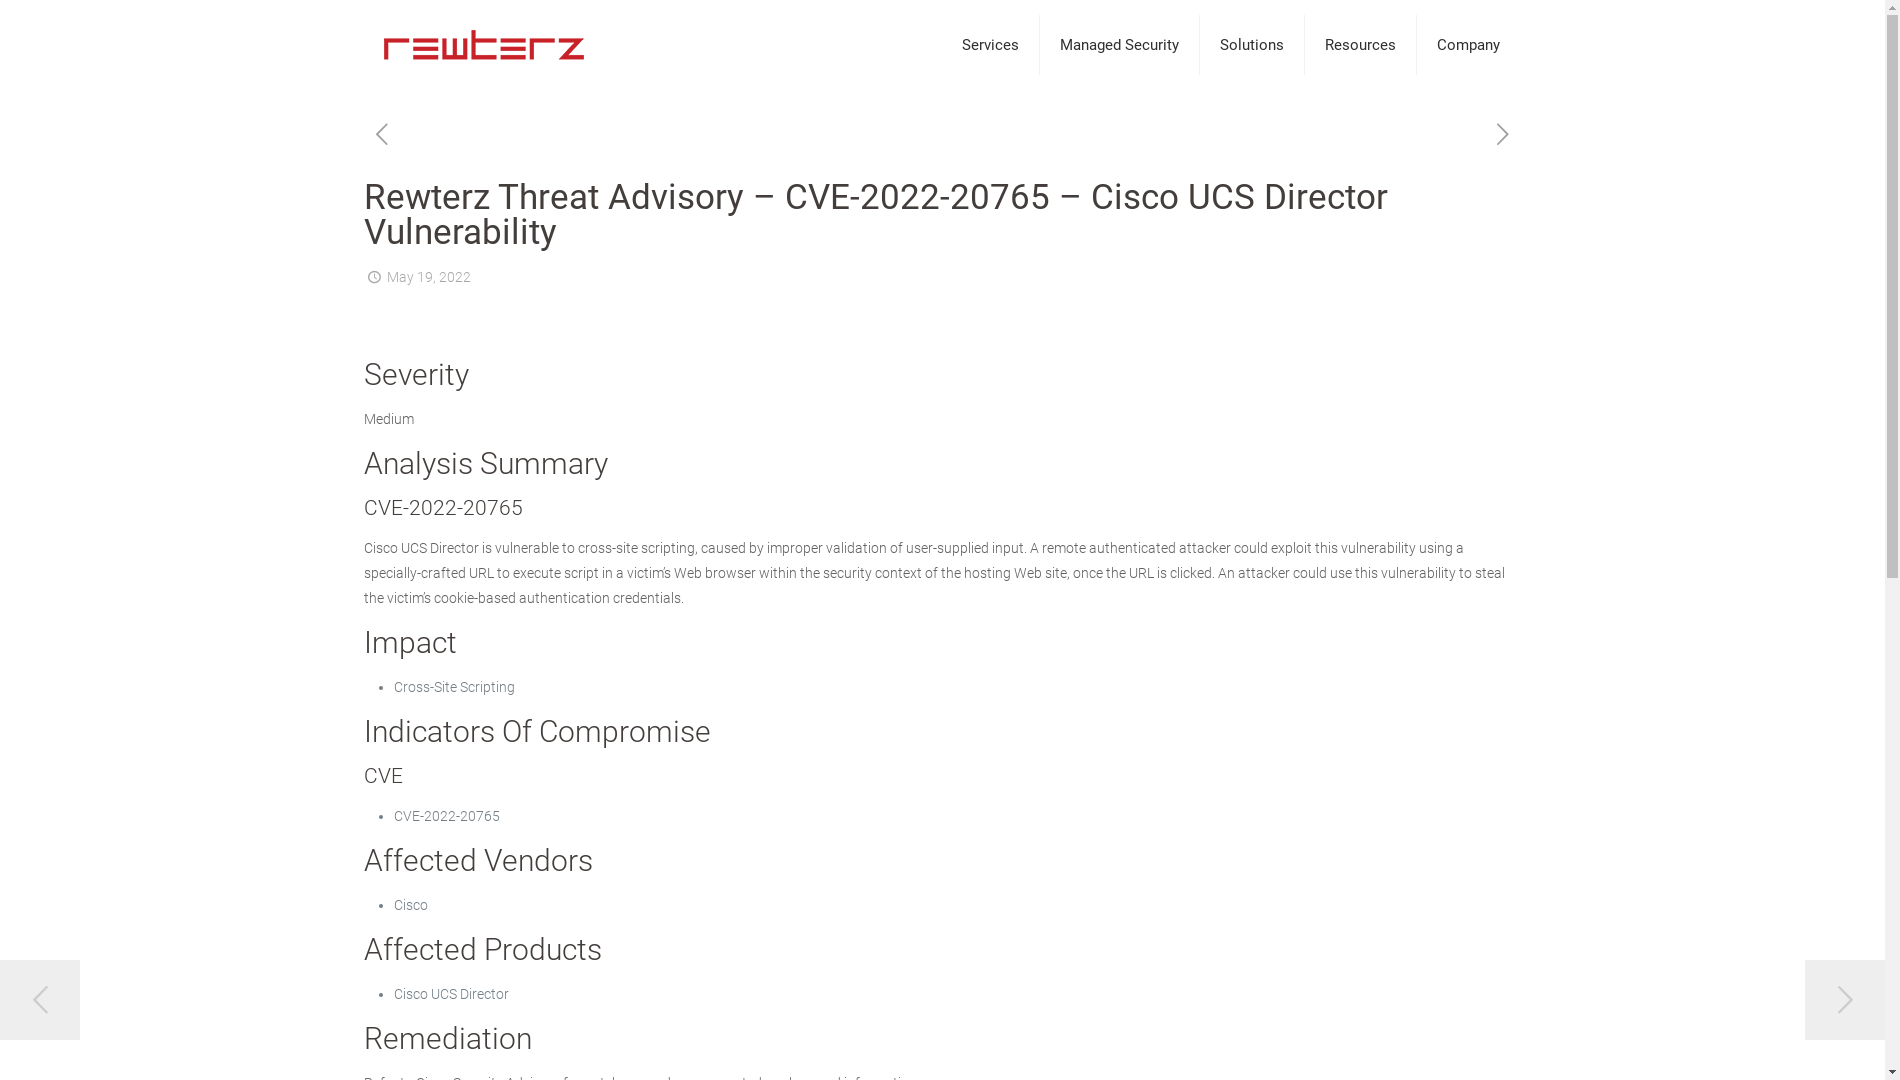 rewterz
Services
Managed Security
Solutions
Resources
Company
Rewterz Threat Advisory – CVE-2022-20765 – Cisco UCS Director
Vulnerability
May 19, 2022
Severity
Medium
Analysis Summary
CVE-2022-20765
Cisco UCS Director is vulnerable to cross-site scripting, caused by improper validation of user-supplied input. A remote authenticated attacker could exploit this vulnerability using a
specially-crafted URL to execute script in a victim’s Web browser within the security context of the hosting Web site, once the URL is clicked. An attacker could use this vulnerability to steal
the victim’s cookie-based authentication credentials.
Impact
• Cross-Site Scripting
Indicators Of Compromise
CVE
• CVE-2022-20765
Affected Vendors
• Cisco
Affected Products
• Cisco UCS Director
Remediation